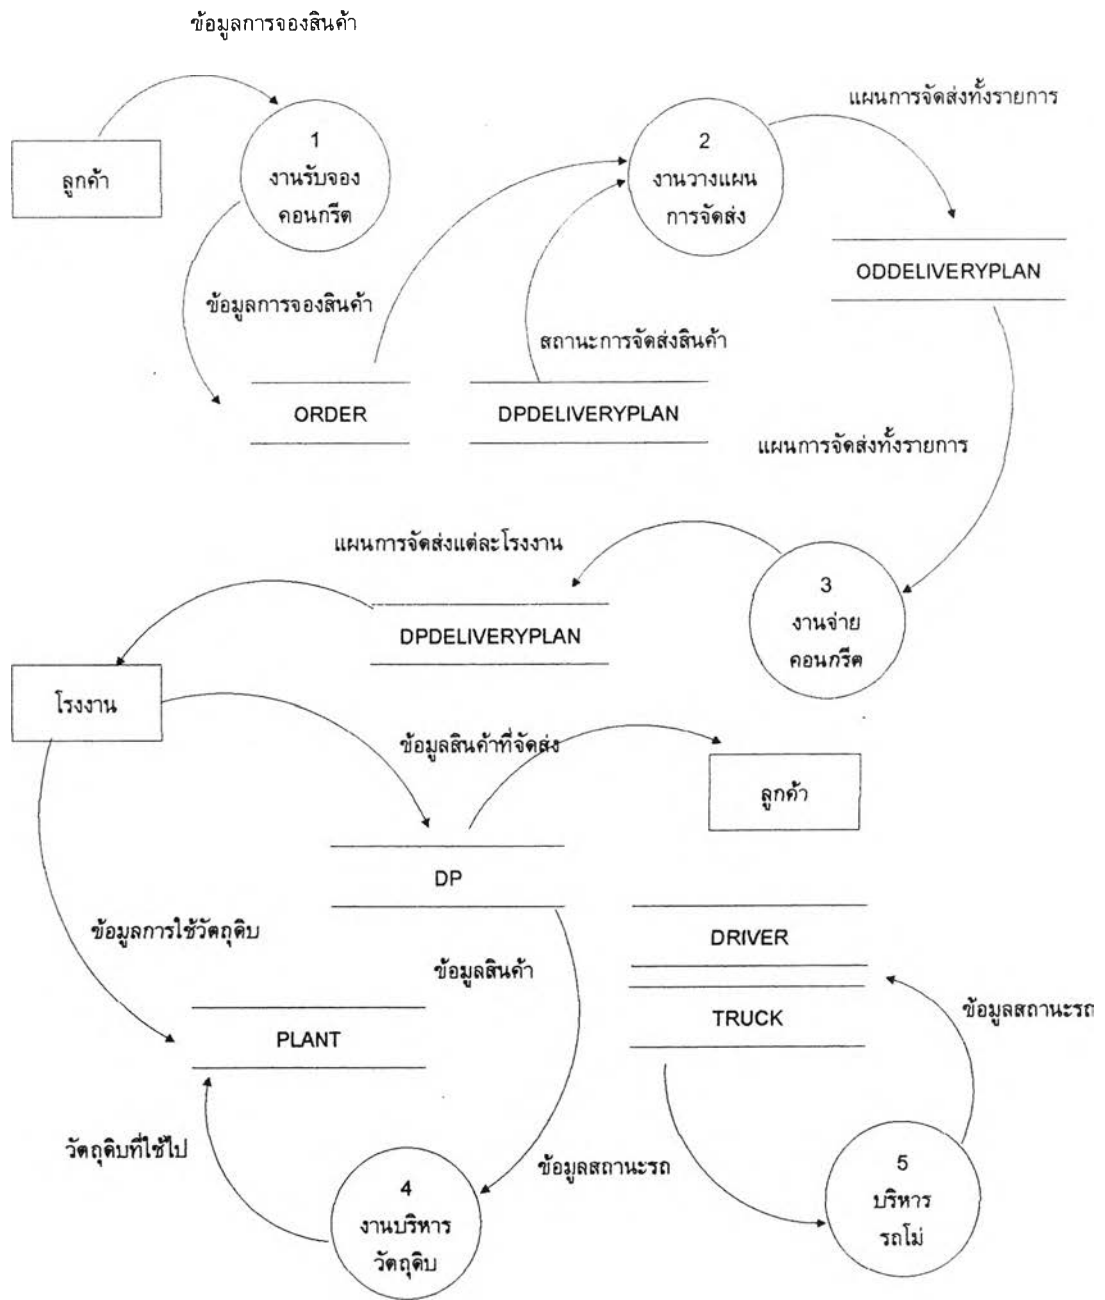 ข้อมูลการจองสินค้า
แผนการจัดส่งทั้งรายการ
ลูกค้า
1
งานรับจอง
คอนกรีต
2
งานวางแผน
การจัดส่ง
ODDELIVERYPLAN
ข้อมูลการจองสินค้า
สถานะการจัดส่งสินค้า
ORDER
DPDELIVERYPLAN
แผนการจัดส่งทั้งรายการ
แผนการจัดส่งแต่ละโรงงาน
3
งานจ่าย
คอนกรีต
DPDELIVERYPLAN
โรงงาน
ข้อมูลสินค้าที่จัดส่ง
ลูกค้า
DP
ข้อมูลการใช้วัตถุดิบ
ข้อมูลสินค้า
DRIVER
TRUCK
ข้อมูลสถานะรถ
PLANT
วัตถุดิบที่ใช้ไป
ข้อมูลสถานะรถ
4
งานบริหาร
วัตถุดิบ
5
บริหาร
รถโม่